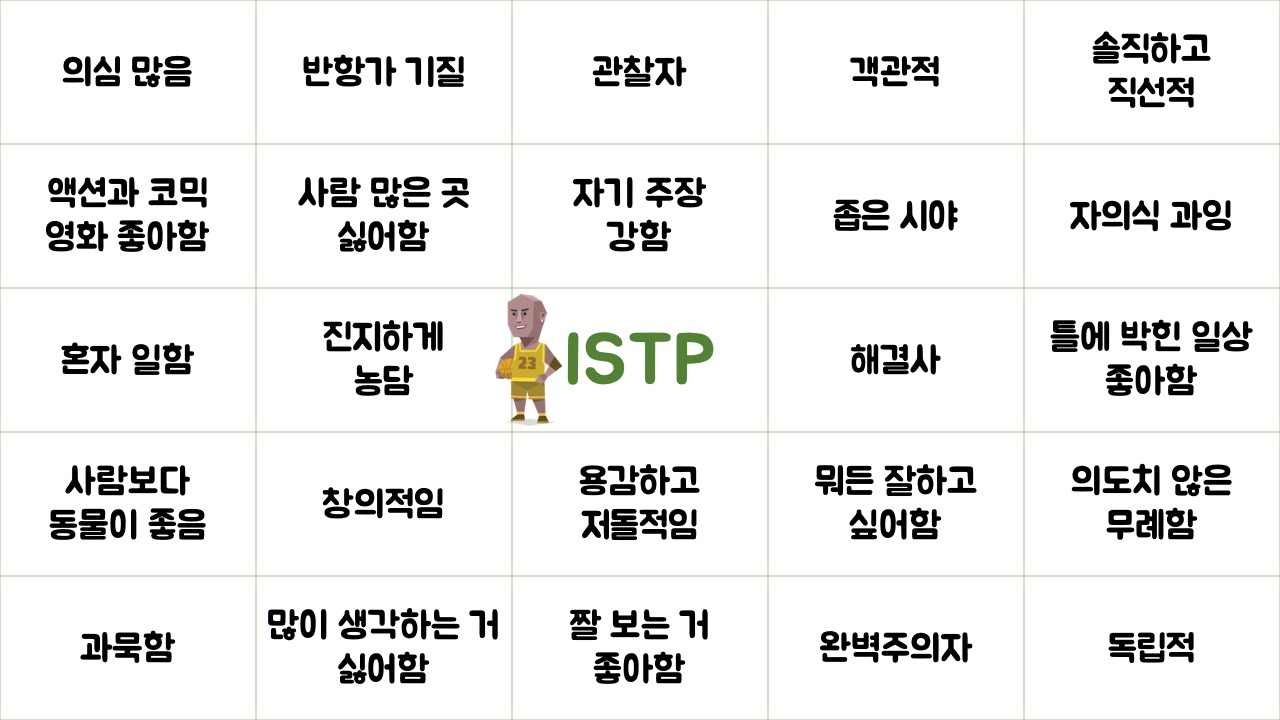 의심 많음
반항가 기질
관찰자
객관적
솔직하고
직선적
액션과 코믹
영화 좋아함
사람 많은 곳
싫어함
자기 주장
강함
좁은 시야
자의식 과잉
혼자 일함
진지하게
농담
23
ISTP
해결사
틀에 박힌 일상
좋아함
사람보다
동물이 좋음
창의적임
용감하고
저돌적임
뭐든 잘하고
싶어함
의도치 않은
무례함
과묵함
많이 생각하는 거
싫어함
짤 보는 거
좋아함
완벽주의자
독립적